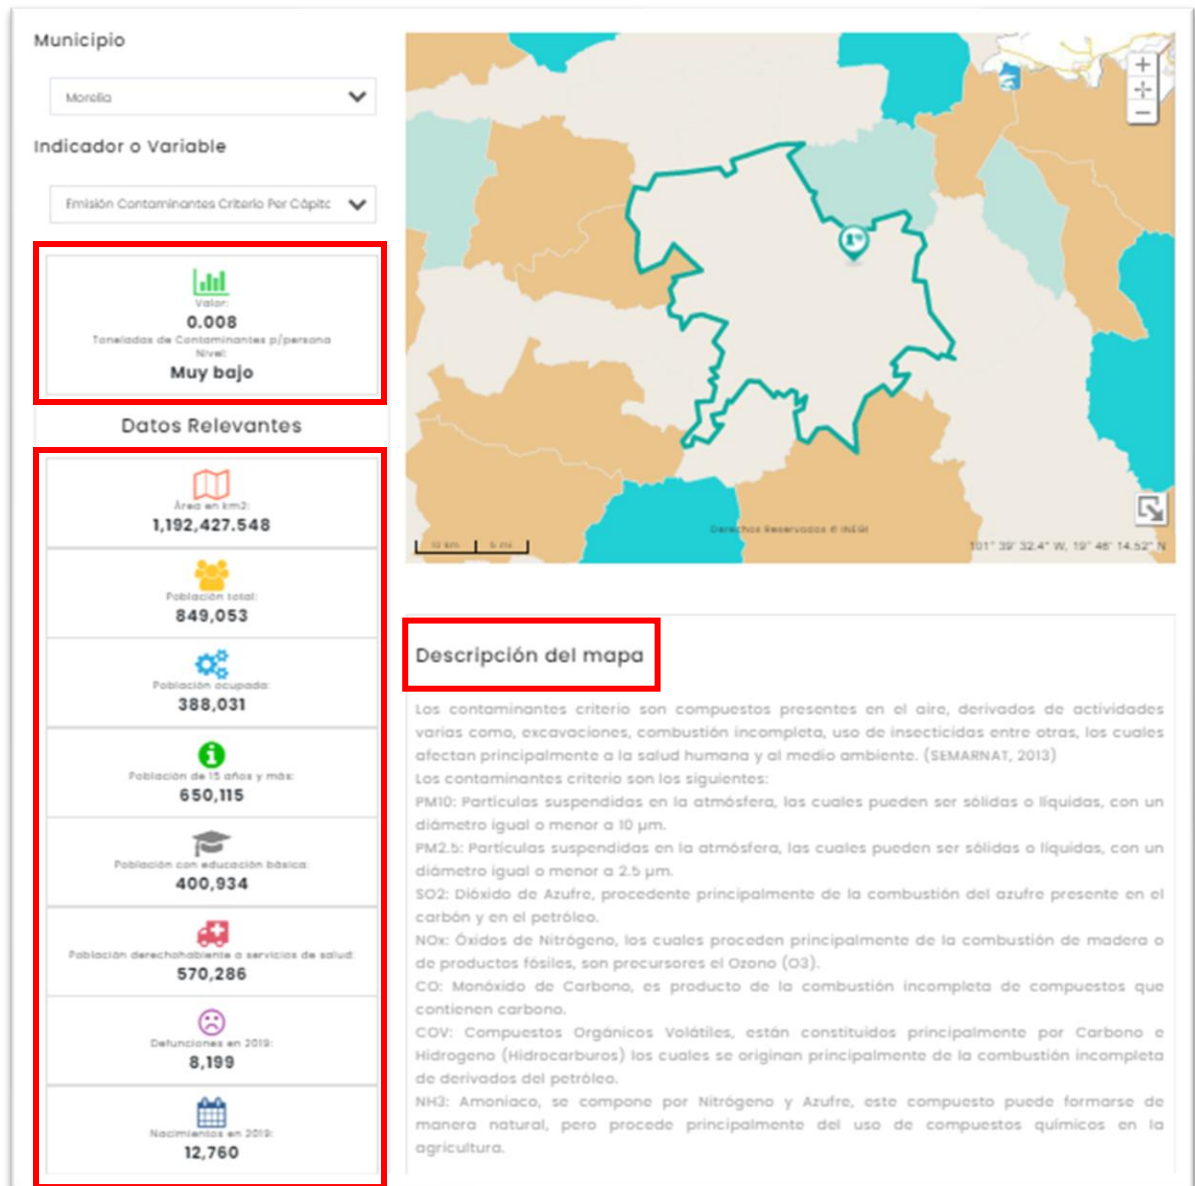 Municipio
Morelia
Indicador o Variable
Emisión Contaminantes Criterio Per Cápita
Valor:
0.008
Toneladas de Contaminantes p/persona
Nivel:
Muy bajo
Datos Relevantes
Área en km2:
1,192,427.548
Población total:
849,053
Población ocupada:
388,031
Población de 15 años y más:
650,115
Población con educación básica:
400,934
Población derechohabiente a servicios de salud:
570,286
Defunciones en 2019:
8,199
Nacimientos en 2019:
12,760
1
Derechos Reservados © INEGI
10 km
5 mi
101° 39' 32.4" W, 19° 46' 14.52" N
Descripción del mapa
Los contaminantes criterio son compuestos presentes en el aire, derivados de actividades
varias como, excavaciones, combustión incompleta, uso de insecticidas entre otras, los cuales
afectan principalmente a la salud humana y al medio ambiente. (SEMARNAT, 2013)
Los contaminantes criterio son los siguientes:
PM10: Partículas suspendidas en la atmósfera, las cuales pueden ser sólidas o líquidas, con un
diámetro igual o menor a 10 µm.
PM2.5: Partículas suspendidas en la atmósfera, las cuales pueden ser sólidas o líquidas, con un
diámetro igual o menor a 2.5 µm.
SO2: Dióxido de Azufre, procedente principalmente de la combustión del azufre presente en el
carbón y en el petróleo.
NOx: Óxidos de Nitrógeno, los cuales proceden principalmente de la combustión de madera o
de productos fósiles, son precursores el Ozono (O3).
CO: Monóxido de Carbono, es producto de la combustión incompleta de compuestos que
contienen carbono.
COV: Compuestos Orgánicos Volátiles, están constituidos principalmente por Carbono e
Hidrogeno (Hidrocarburos) los cuales se originan principalmente de la combustión incompleta
de derivados del petróleo.
NH3: Amoniaco, se compone por Nitrógeno y Azufre, este compuesto puede formarse de
manera natural, pero procede principalmente del uso de compuestos químicos en la
agricultura.